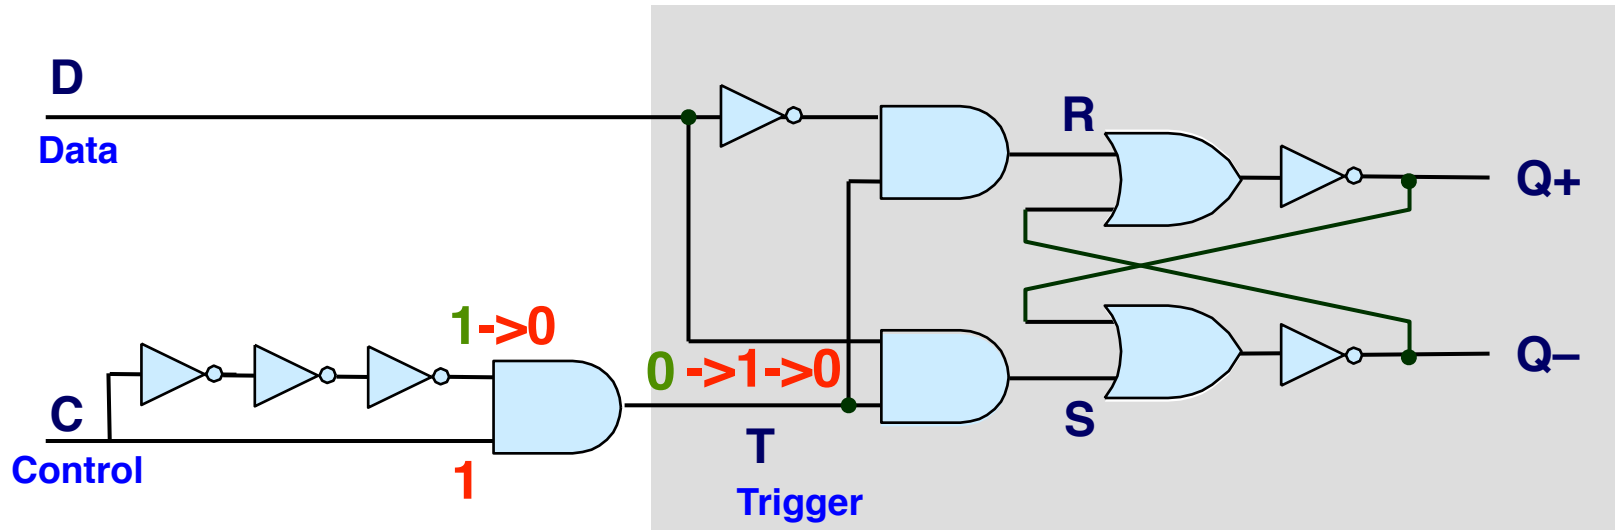 D
Data
R
Q+
1->0
0 ->1->0
C
Control
1
T
Trigger
S
Q–